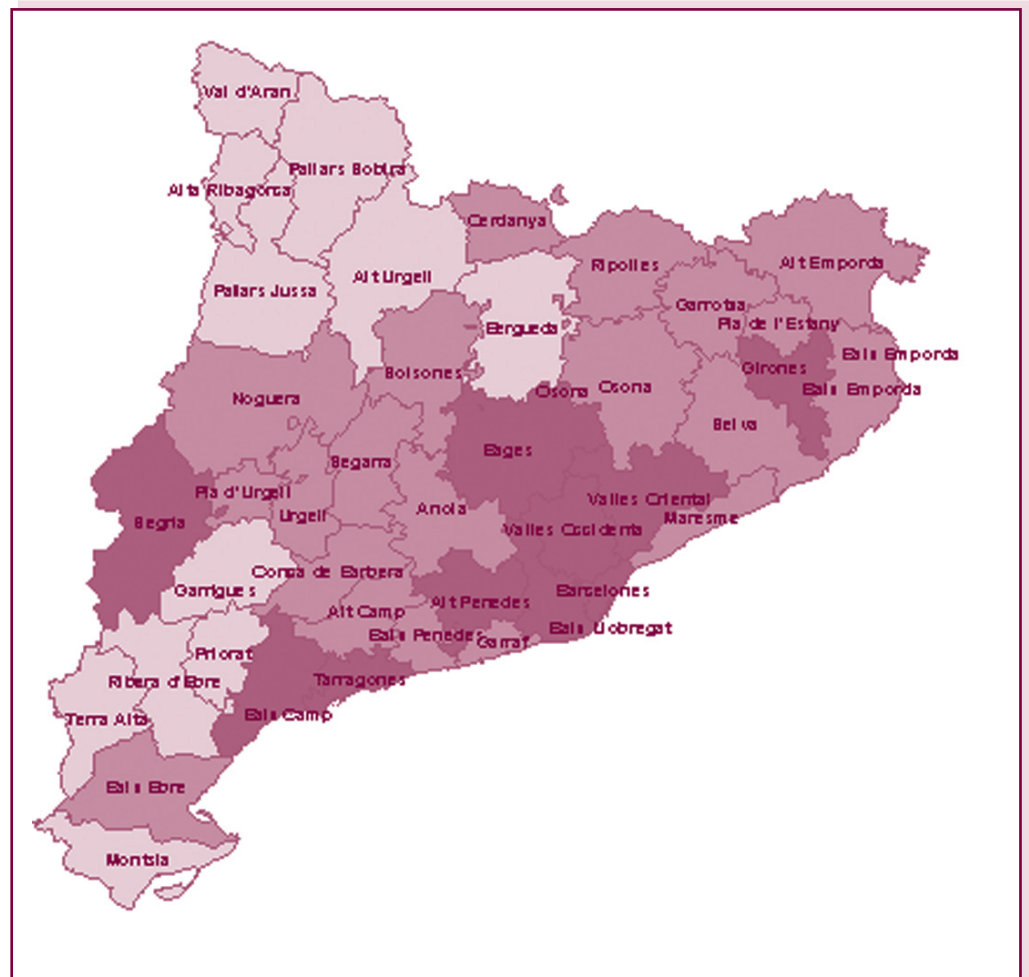 Val d'Aran
Pallars Sobira
Alta Ribagorca
Cerdanya
Ripolles
Alt Emporda
Alt Urgell
Pallars Jussa
Garrotxa
Pla de l'Estany
Bergueda
Baix Emporda
Girones
Solsones
Osona
Osona
Baix Emporda
Noguera
Selva
Bages
Segarra
Pla d'Urgell
Valles Oriental
Anoia
Urgell
Maresme
Segria
Valles Occidental
Conca de Barbera
Garrigues
Barcelones
Alt Penedes
Alt Camp
Baix Llobregat
Baix Penedes
Garraf
Priorat
Tarragones
Ribera d'Ebre
Baix Camp
Terra Alta
Baix Ebre
Montsia